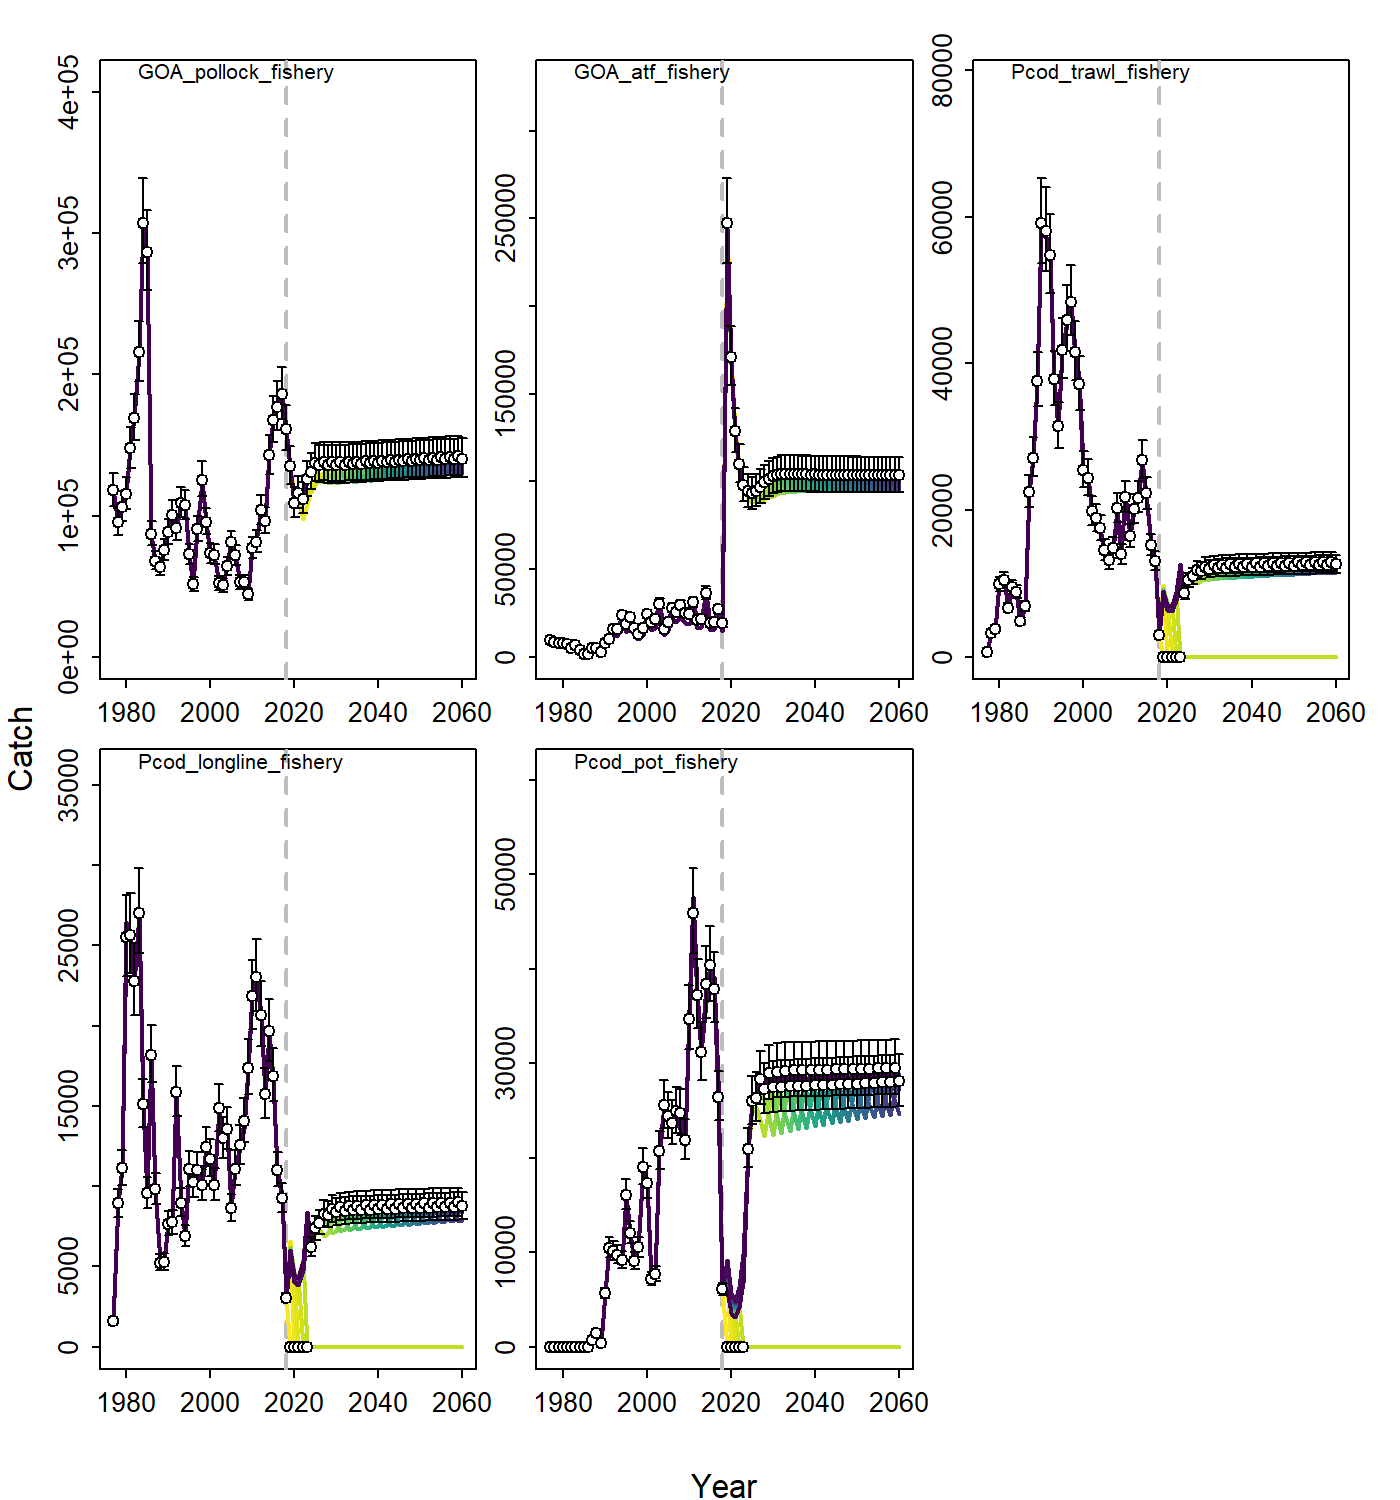 GOA_pollock_fishery
0e+00 1e+05 2e+05 3e+05 4e+05
1980 2000 2020 2040 2060
GOA_atf_fishery
0 50000 150000 250000
1980 2000 2020 2040 2060
Pcod_trawl_fishery
0 20000 40000 60000 80000
1980 2000 2020 2040 2060
Catch
Pcod_longline_fishery
0 5000 15000 25000 35000
1980 2000 2020 2040 2060
Pcod_pot_fishery
0 10000 30000 50000
1980 2000 2020 2040 2060
Year